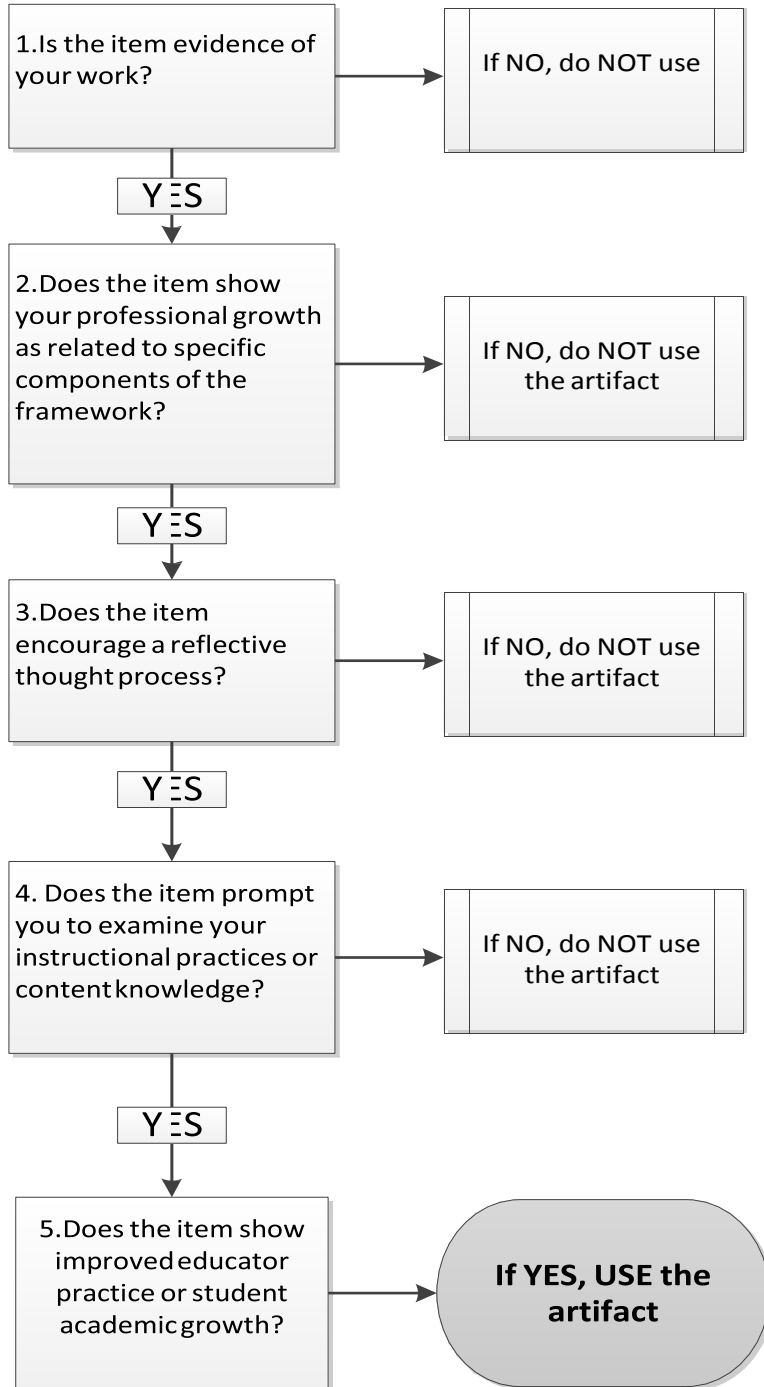 1.Is the item evidence of
your work?
If NO, do NOT use
YES
2.Does the item show
your professional growth
as related to specific
components of the
framework?
If NO, do NOT use
the artifact
YES
3.Does the item
encourage a reflective
thought process?
If NO, do NOT use
the artifact
YES
4. Does the item prompt
you to examine your
instructional practices or
content knowledge?
If NO, do NOT use
the artifact
YES
5.Does the item show
improved educator
practice or student
academic growth?
If YES, USE the
artifact